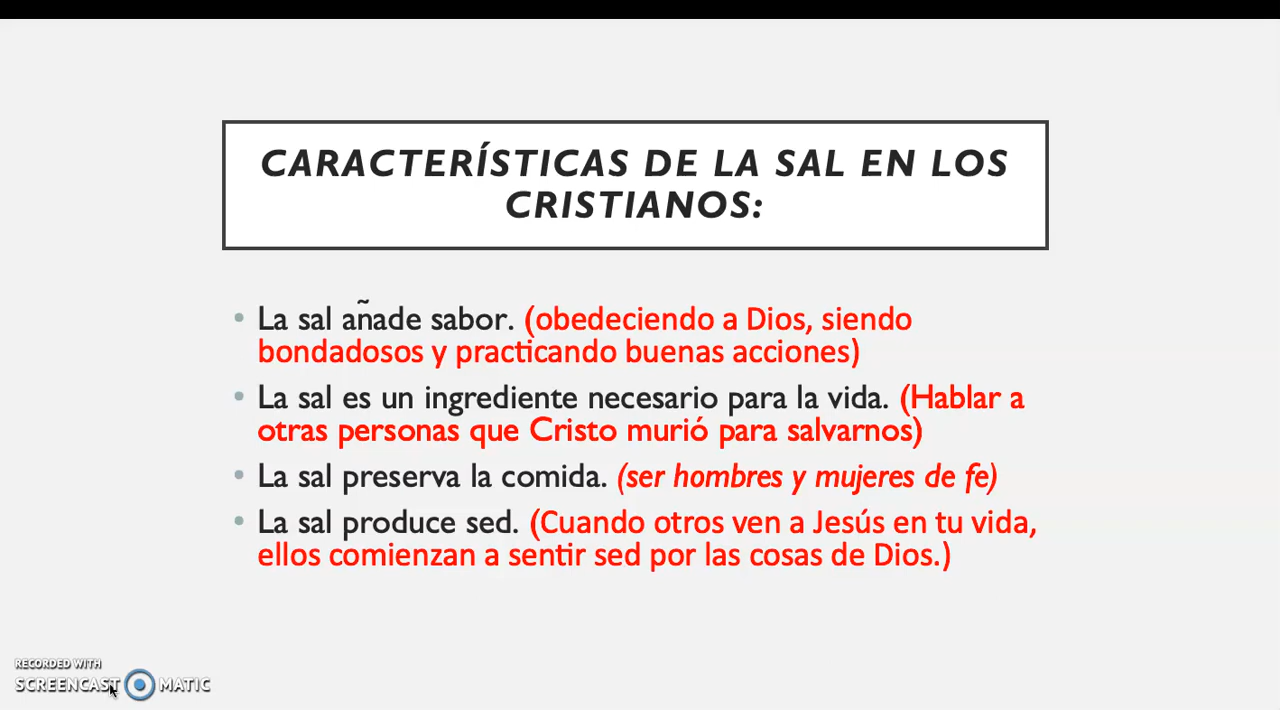 CARACTERÍSTICAS DE LA SAL EN LOS
CRISTIANOS:
• La sal añade sabor. (obedeciendo a Dios, siendo
bondadosos y practicando buenas acciones)
• La sal es un ingrediente necesario para la vida. (Hablar a
otras personas que Cristo murió para salvarnos)
• La sal preserva la comida. (ser hombres y mujeres de fe)
• La sal produce sed. (Cuando otros ven a Jesús en tu vida,
ellos comienzan a sentir sed por las cosas de Dios.)
RECORDED WITH
SCREENCAST MATIC